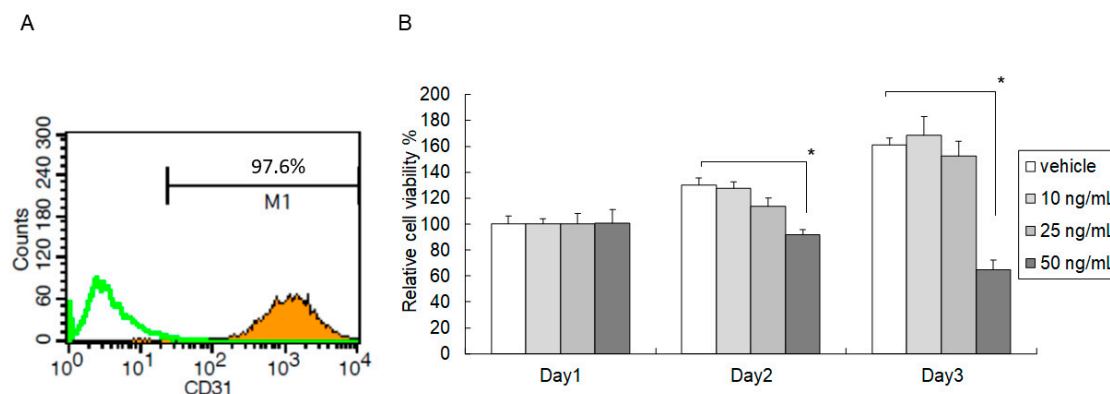 A
B
300
240
180
120
60
0
Counts
97.6%
M1
10^0 10^1 10^2 10^3 10^4
CD31
200
180
160
140
120
100
80
60
40
20
0
Relative cell viability %
*
*
Day1 Day2 Day3
vehicle
10 ng/mL
25 ng/mL
50 ng/mL